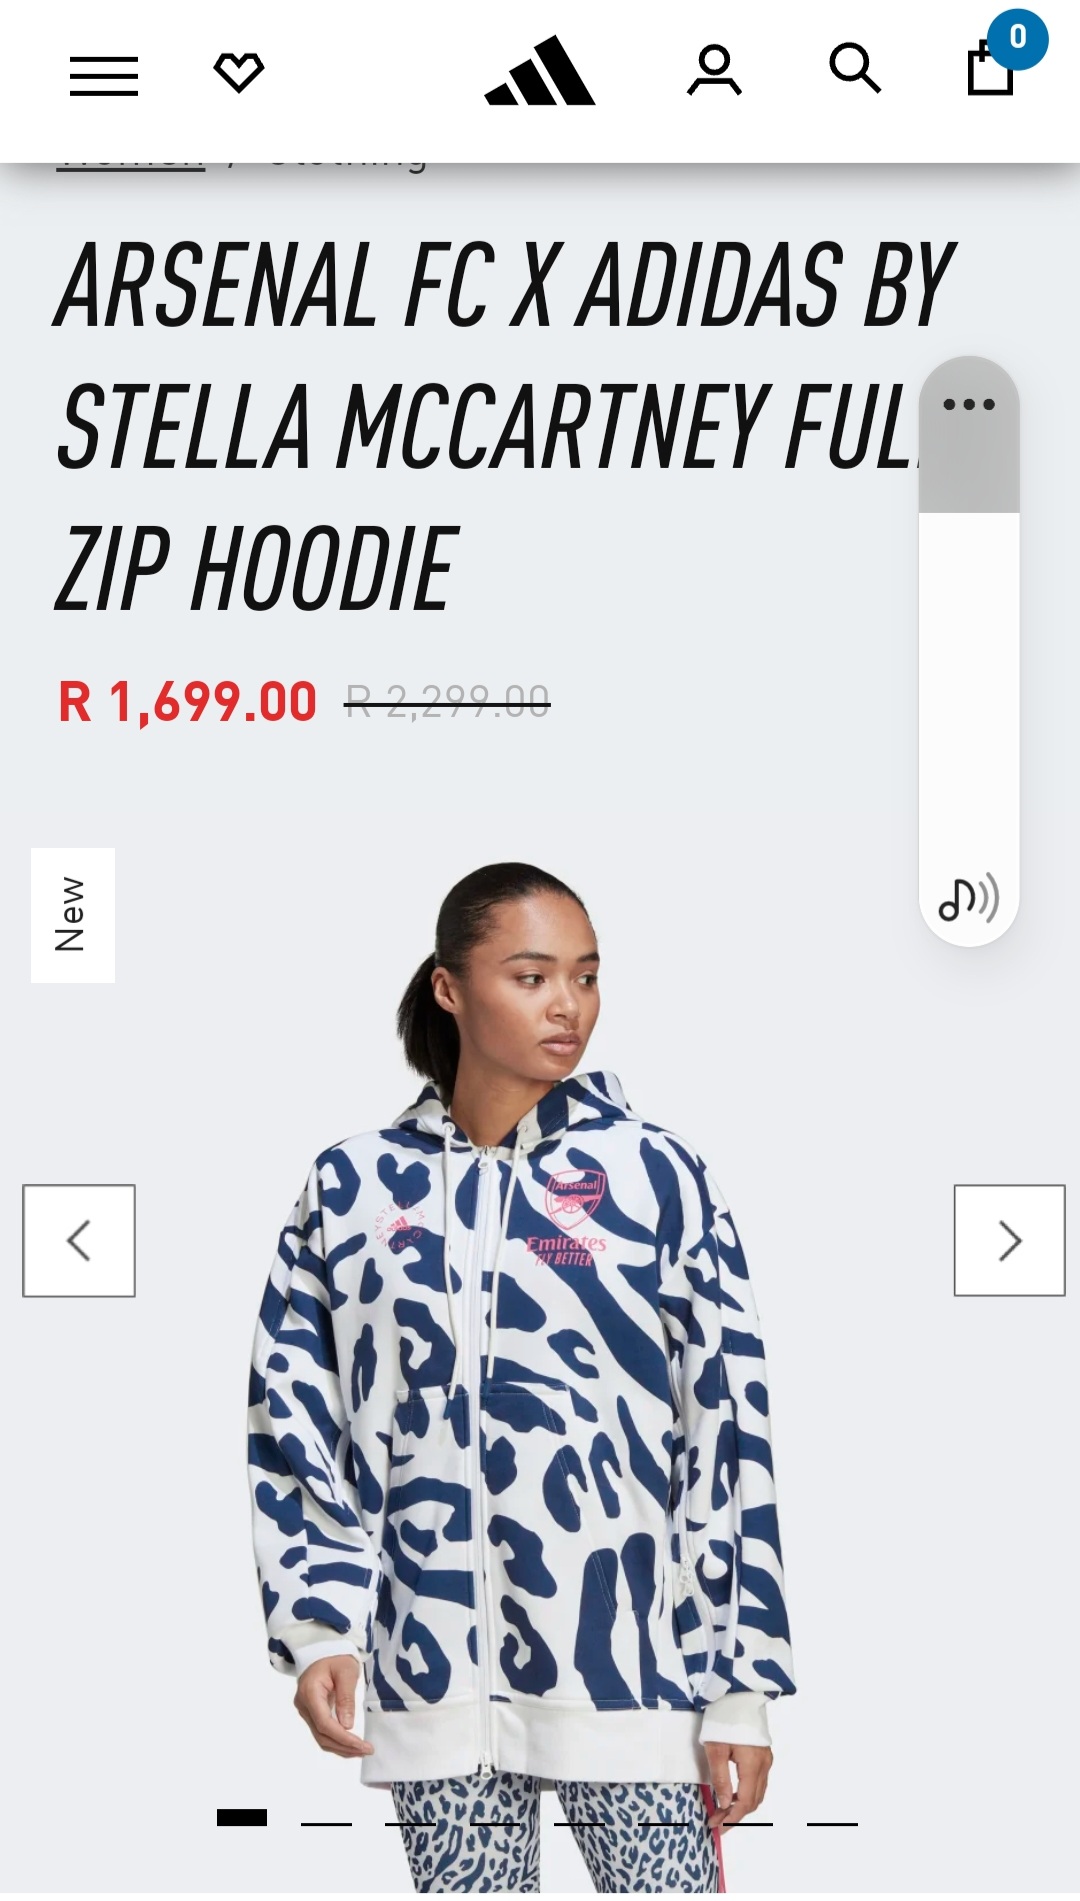 0
Women / Clothing
ARSENAL FC X ADIDAS BY
STELLA MCCARTNEY FULL
ZIP HOODIE
R 1,699.00 R 2,299.00
New
Arsenal
Emirates
FLY BETTER